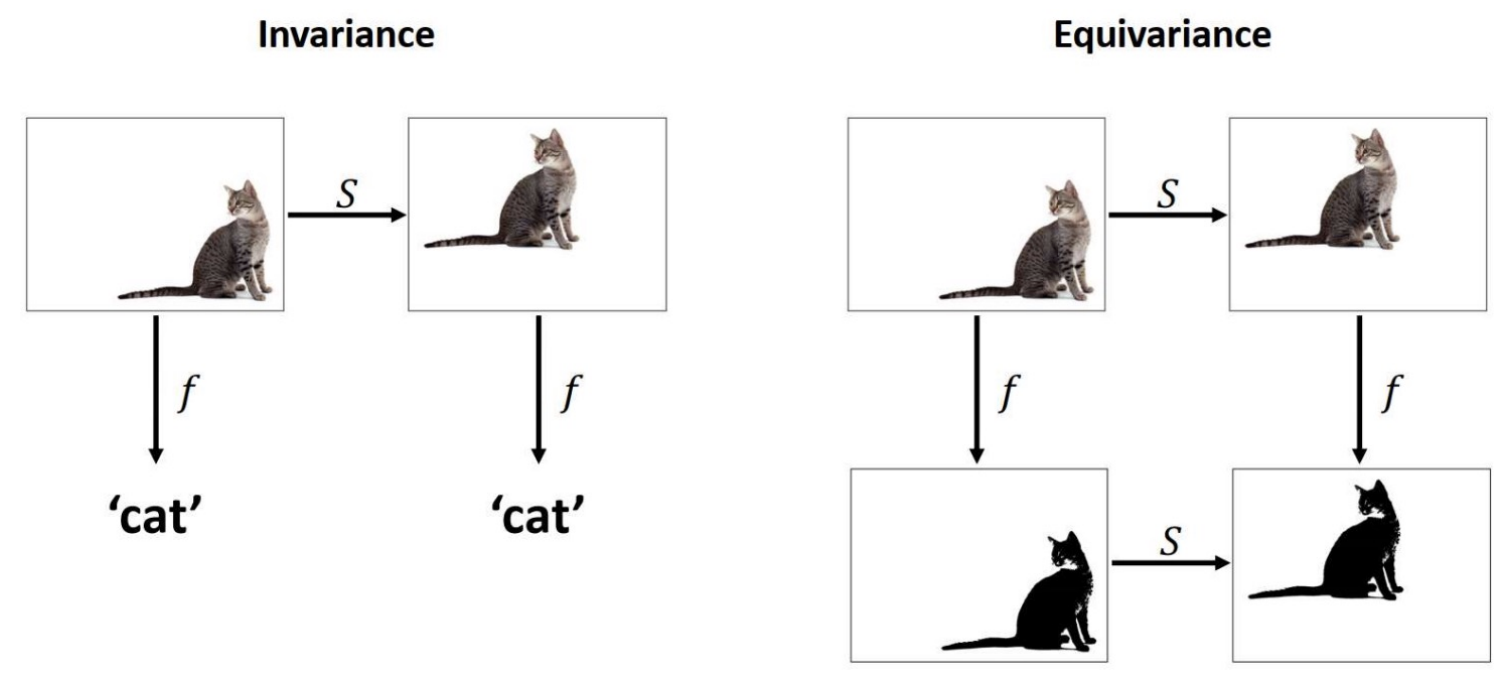 Invariance
Equivariance
S
S
f
f
f
f
‘cat’
‘cat’
S